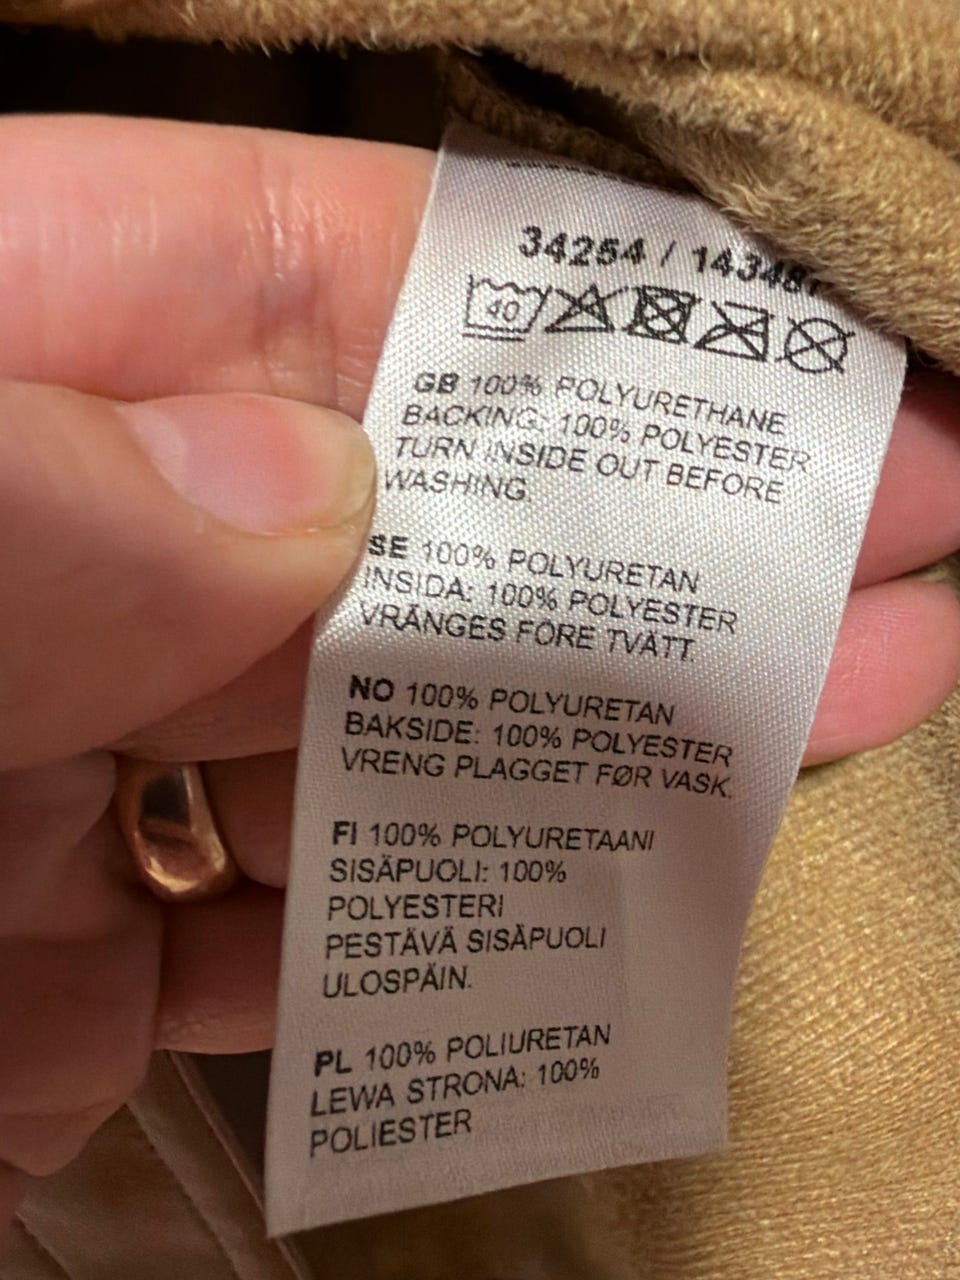 34254 / 143487
40
GB 100% POLYURETHANE
BACKING: 100% POLYESTER
TURN INSIDE OUT BEFORE
WASHING.
SE 100% POLYURETAN
INSIDA: 100% POLYESTER
VRÄNGES FÖRE TVÄTT.
NO 100% POLYURETAN
BAKSIDE: 100% POLYESTER
VRENG PLAGGET FØR VASK.
FI 100% POLYURETAANI
SISÄPUOLI: 100%
POLYESTERI
PESTÄVÄ SISÄPUOLI
ULOSPÄIN.
PL 100% POLIURETAN
LEWA STRONA: 100%
POLIESTER